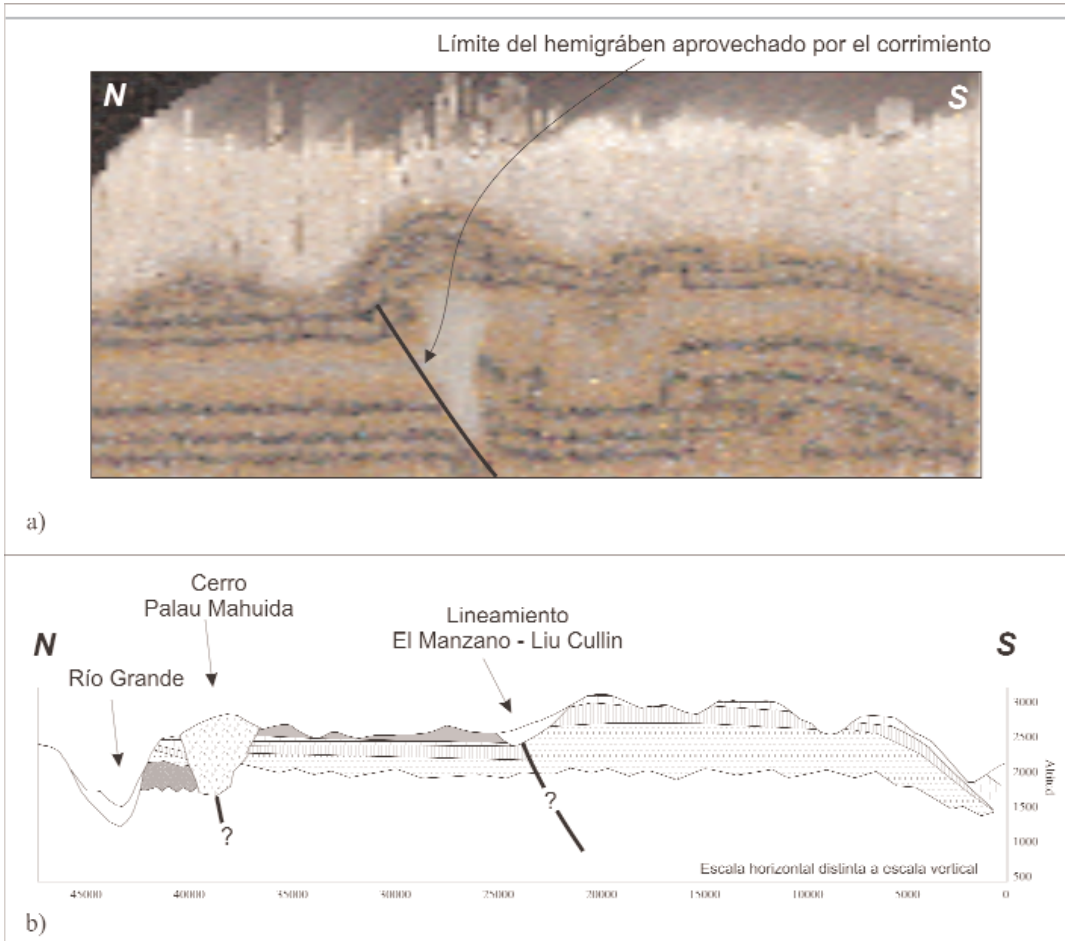 Límite del hemigráben aprovechado por el corrimiento
N
S
a)
Cerro
Palau Mahuida
Lineamiento
El Manzano - Liu Cullin
N
S
Río Grande
3000
2500
2000
1500
1000
500
Altitud
?
?
Escala horizontal distinta a escala vertical
45000 40000 35000 30000 25000 20000 15000 10000 5000 0
b)